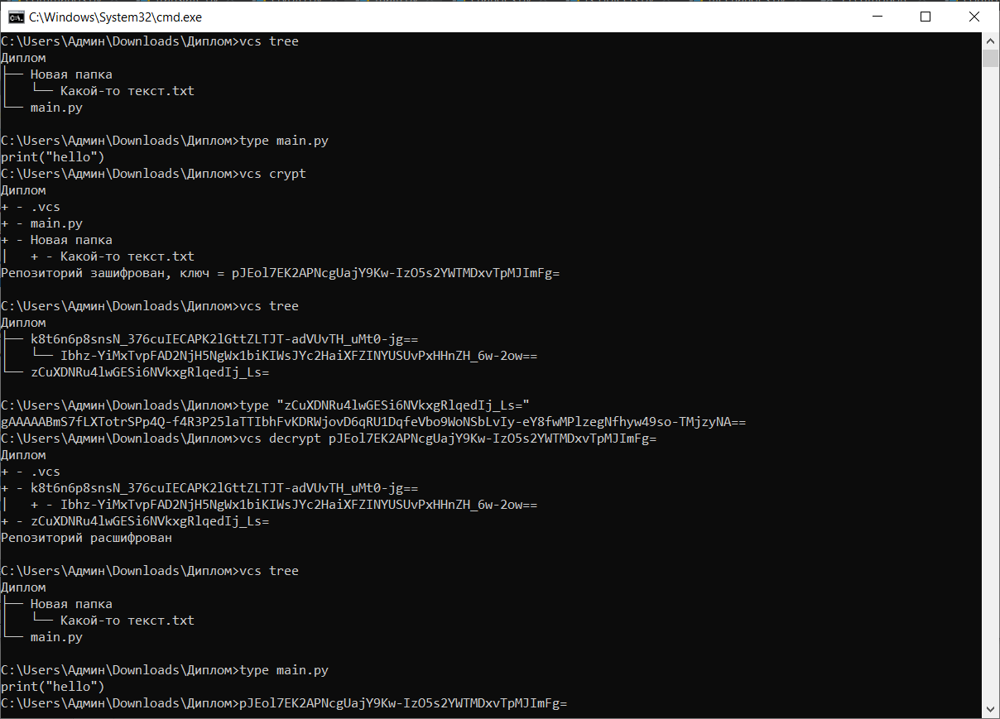 C:\Windows\System32\cmd.exe
C:\Users\Админ\Downloads\Диплом>vcs tree
Диплом
├── Новая папка
│   └── Какой-то текст.txt
└── main.py
C:\Users\Админ\Downloads\Диплом>type main.py
print("hello")
C:\Users\Админ\Downloads\Диплом>vcs crypt
Диплом
+ - .vcs
+ - main.py
+ - Новая папка
|   + - Какой-то текст.txt
Репозиторий зашифрован, ключ = pJEol7EK2APNcgUajY9Kw-IzO5s2YWTMDxvTpMJImFg=
C:\Users\Админ\Downloads\Диплом>vcs tree
Диплом
├── k8t6n6p8snsN_376cuIECAPK2lGttZLTJT-adVUvTH_uMt0-jg==
│   └── Ibhz-YiMxTvpFAD2NjH5NgWx1biKIWsJYc2HaiXFZINYUSUvPxHHnZH_6w-2ow==
└── zCuXDNRu4lwGESi6NVkxgRlqedIj_Ls=
C:\Users\Админ\Downloads\Диплом>type "zCuXDNRu4lwGESi6NVkxgRlqedIj_Ls="
gAAAAABmS7fLXTotrSPp4Q-f4R3P25laTTIbhFvKDRWjovD6qRU1DqfeVbo9WoNSbLvIy-eY8fwMPlzegNfhyw49so-TMjzyNA==
C:\Users\Админ\Downloads\Диплом>vcs decrypt pJEol7EK2APNcgUajY9Kw-IzO5s2YWTMDxvTpMJImFg=
Диплом
+ - .vcs
+ - k8t6n6p8snsN_376cuIECAPK2lGttZLTJT-adVUvTH_uMt0-jg==
|   + - Ibhz-YiMxTvpFAD2NjH5NgWx1biKIWsJYc2HaiXFZINYUSUvPxHHnZH_6w-2ow==
+ - zCuXDNRu4lwGESi6NVkxgRlqedIj_Ls=
Репозиторий расшифрован
C:\Users\Админ\Downloads\Диплом>vcs tree
Диплом
├── Новая папка
│   └── Какой-то текст.txt
└── main.py
C:\Users\Админ\Downloads\Диплом>type main.py
print("hello")
C:\Users\Админ\Downloads\Диплом>pJEol7EK2APNcgUajY9Kw-IzO5s2YWTMDxvTpMJImFg=